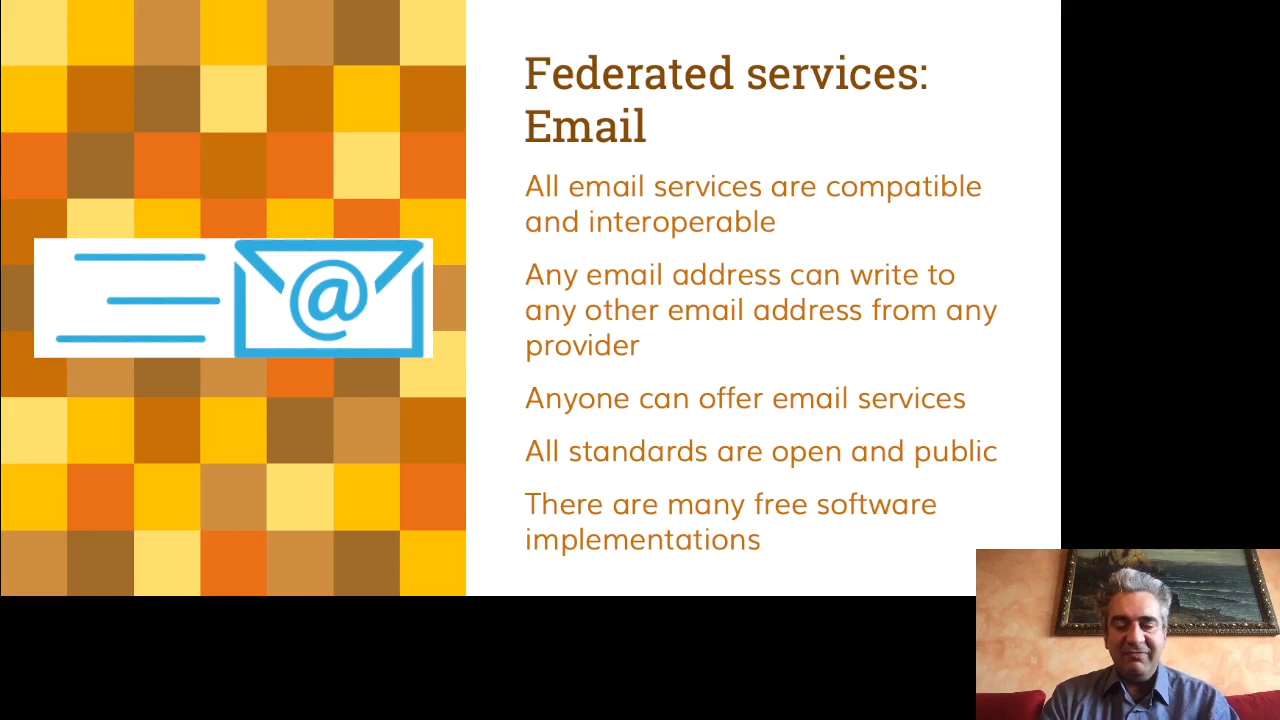 Federated services:
Email
All email services are compatible
and interoperable
Any email address can write to
any other email address from any
provider
Anyone can offer email services
All standards are open and public
There are many free software
implementations
@